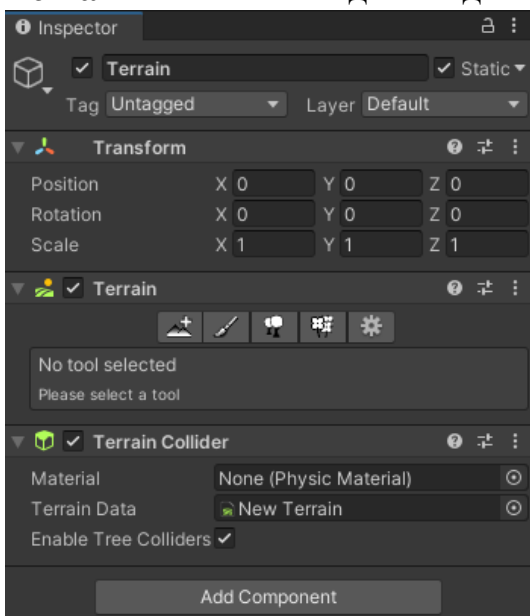 Inspector
Terrain Static
Tag Untagged Layer Default
Transform
Position X 0 Y 0 Z 0
Rotation X 0 Y 0 Z 0
Scale X 1 Y 1 Z 1
Terrain
No tool selected
Please select a tool
Terrain Collider
Material None (Physic Material)
Terrain Data New Terrain
Enable Tree Colliders
Add Component